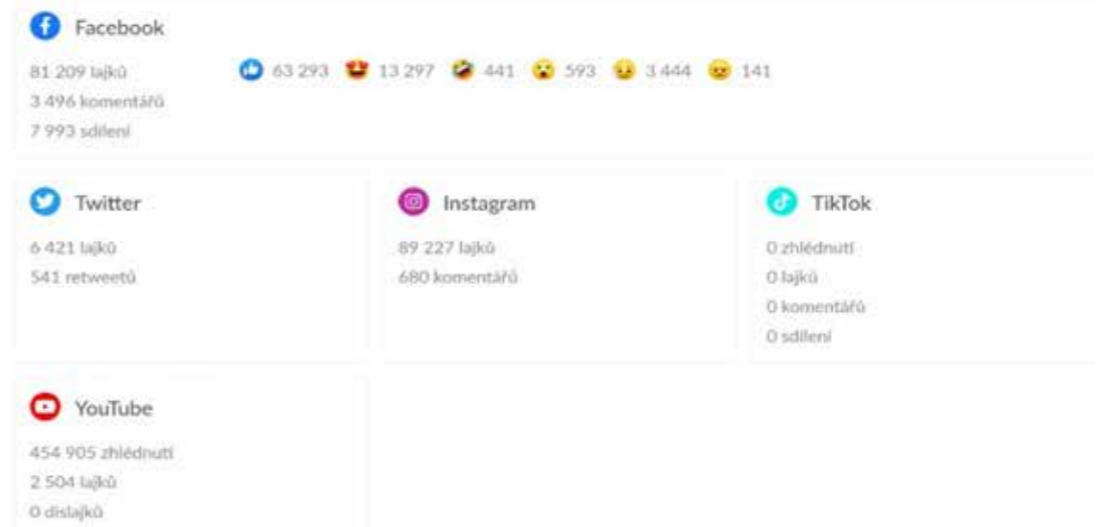 Facebook
81 209 lajků 63 293 13 297 441 593 3 444 141
3 496 komentářů
7 993 sdílení
Twitter
6 421 lajků
541 retweetů
Instagram
89 227 lajků
680 komentářů
TikTok
0 zhlédnutí
0 lajků
0 komentářů
0 sdílení
YouTube
454 905 zhlédnutí
2 504 lajků
0 dislajků